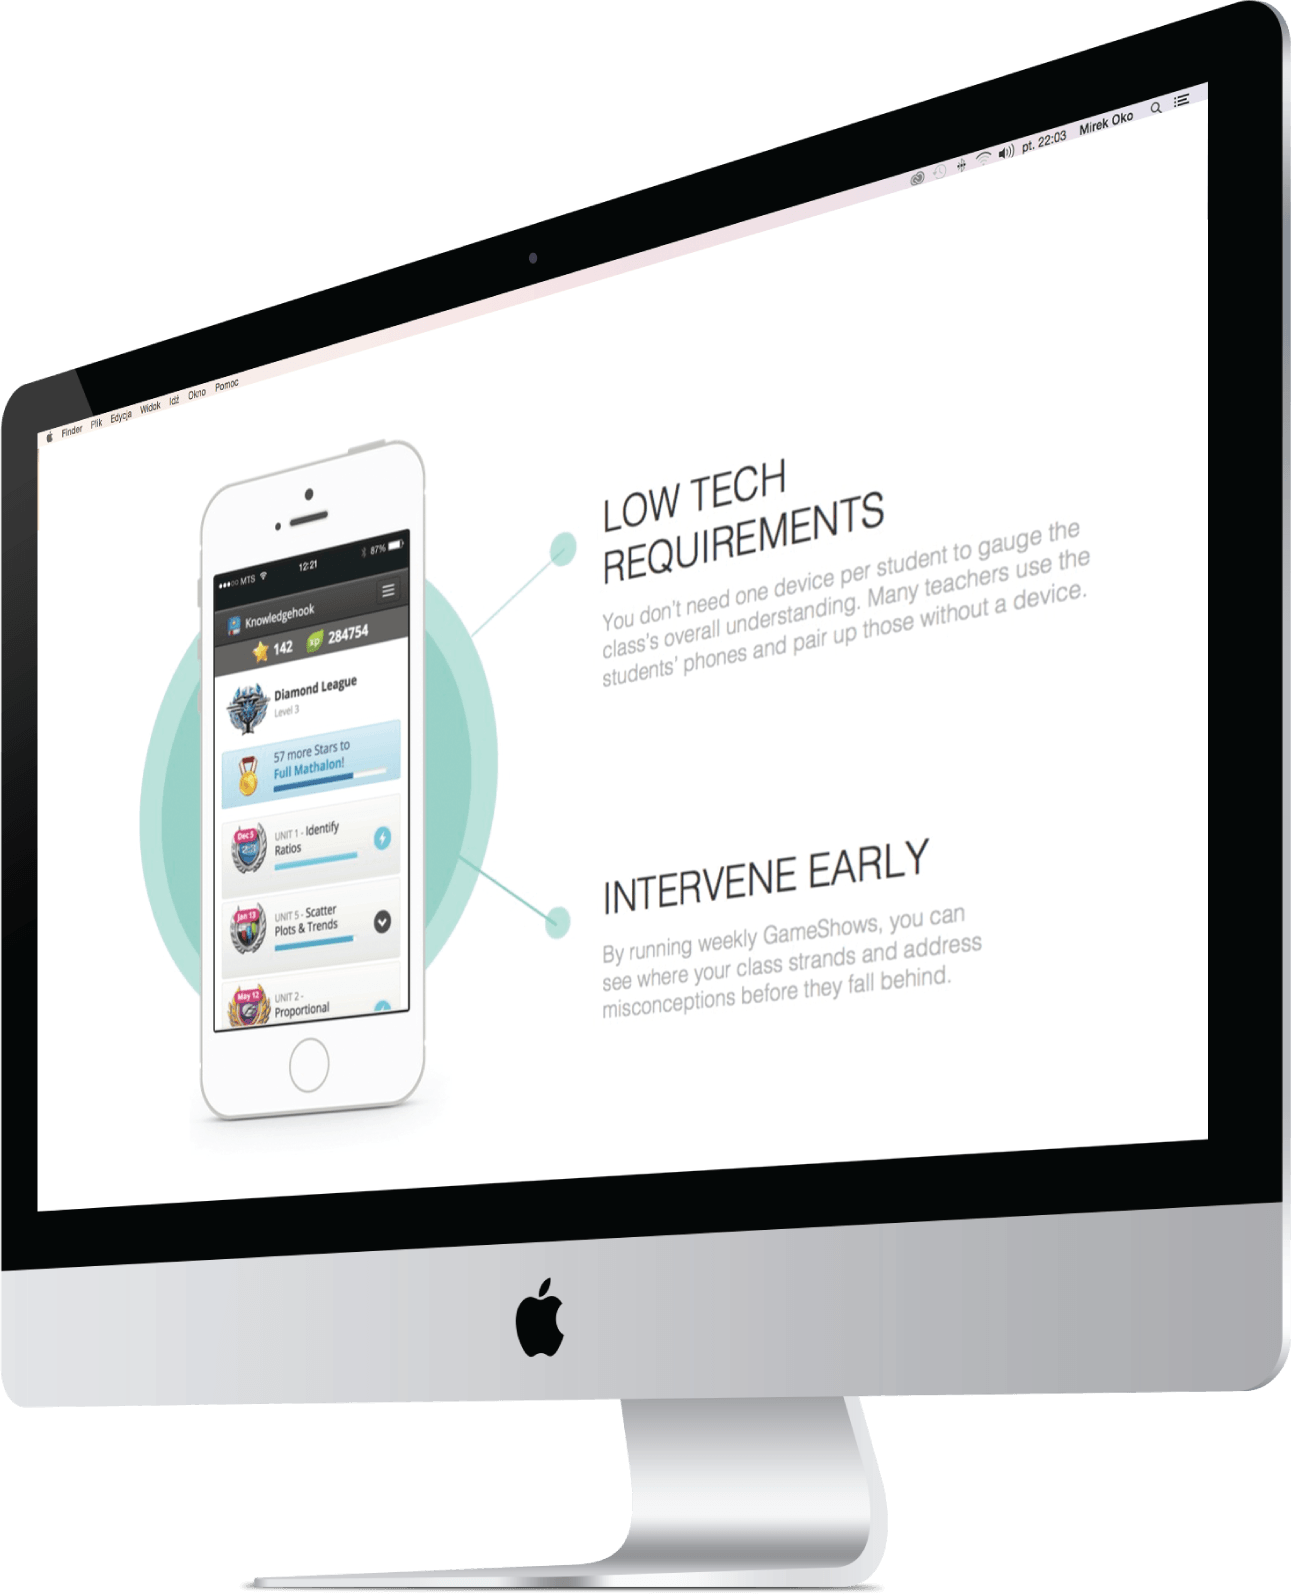 Finder Plik Edycja Widok Idź Okno Pomoc
pt. 22:03 Mirek Oko
MTS 12:21 87%
Knowledgehook
142 xp 284754
Diamond League
Level 3
57 more Stars to
Full Mathalon!
Dec 5
UNIT 1 - Identify
Ratios
Jan 13
UNIT 5 - Scatter
Plots & Trends
May 12
UNIT 2 -
Proportional
LOW TECH
REQUIREMENTS
You don't need one device per student to gauge the
class's overall understanding. Many teachers use the
students' phones and pair up those without a device.
INTERVENE EARLY
By running weekly GameShows, you can
see where your class strands and address
misconceptions before they fall behind.